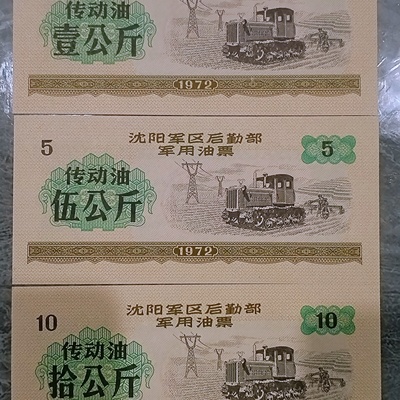 传动油
壹公斤
1972
沈阳军区后勤部
军用油票
5
5
传动油
伍公斤
1972
沈阳军区后勤部
军用油票
10
10
传动油
拾公斤